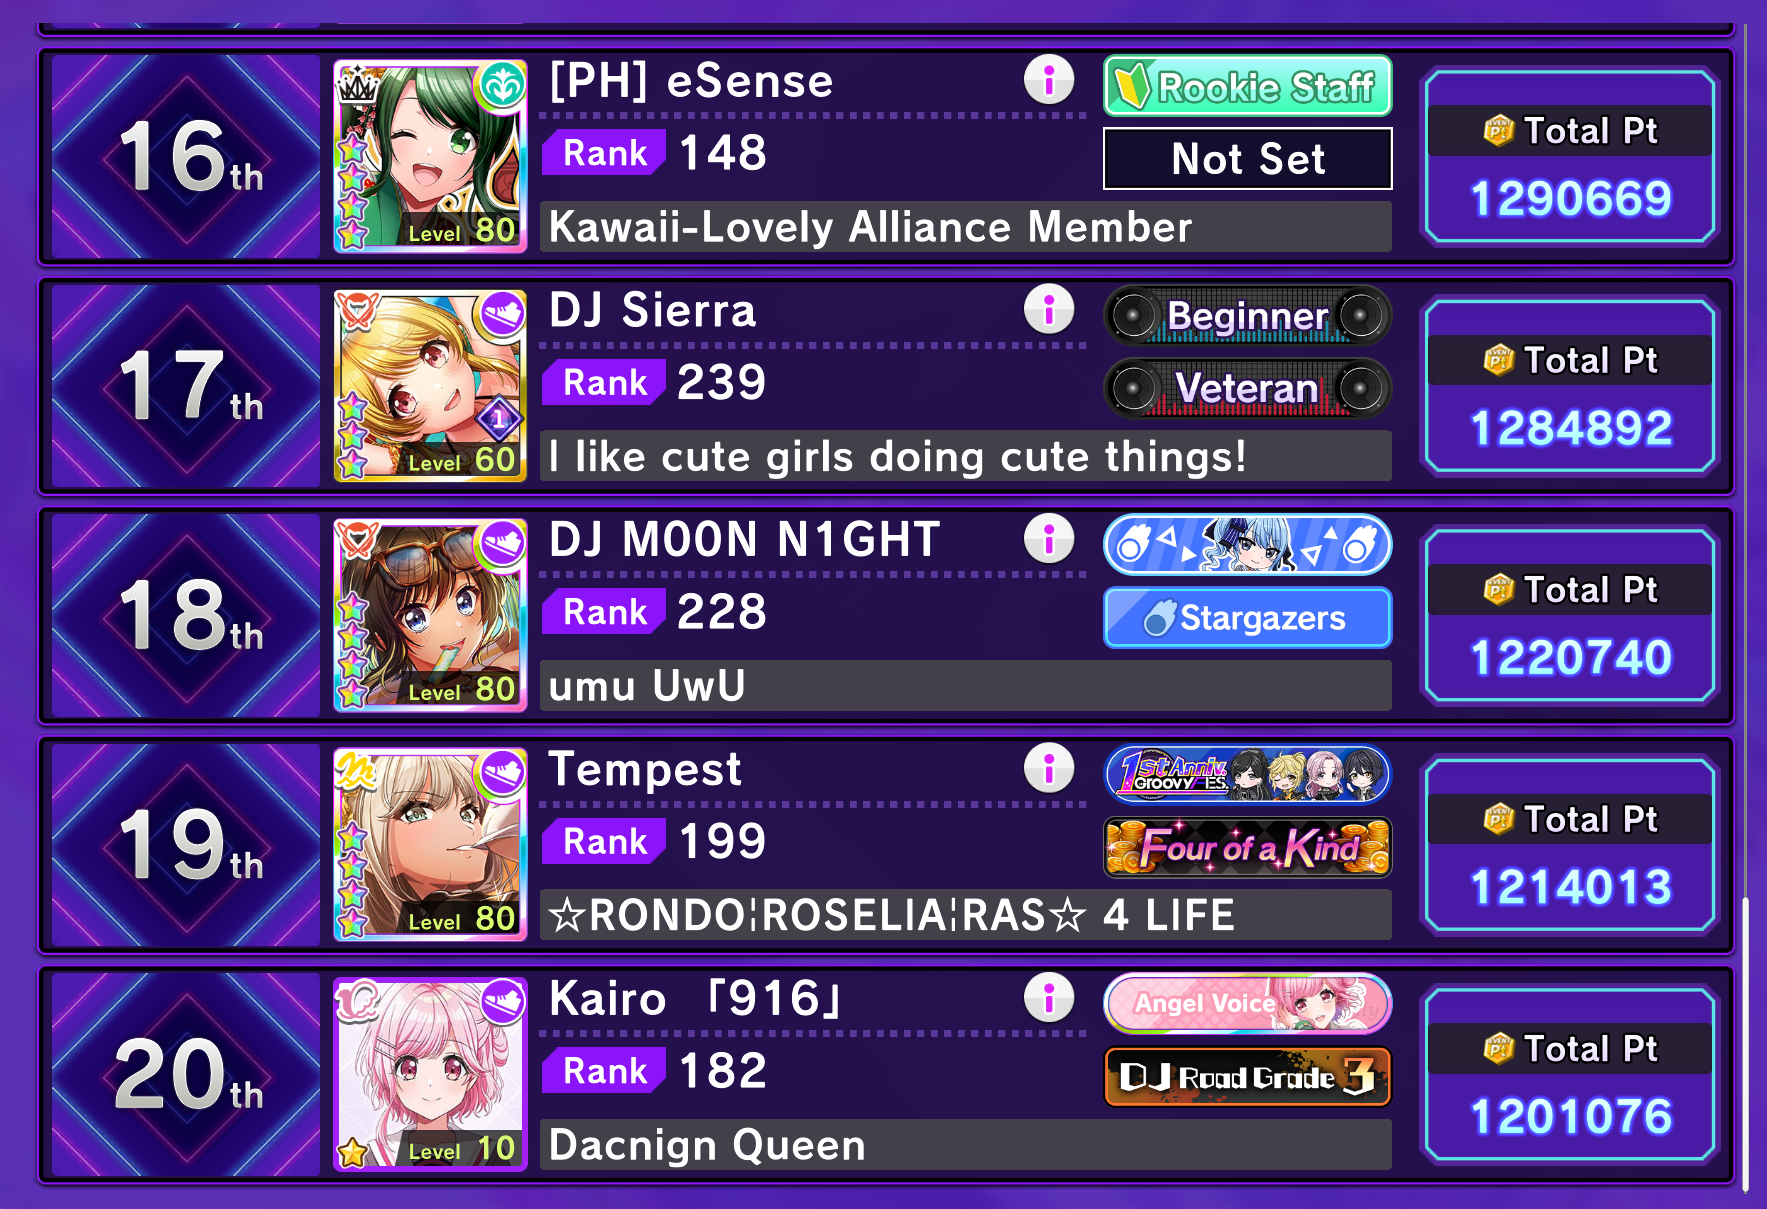 16th
[PH] eSense
Rookie Staff
Rank 148
Not Set
Level 80
Kawaii-Lovely Alliance Member
Total Pt
1290669
17th
DJ Sierra
Beginner
Rank 239
Veteran
1
Level 60
I like cute girls doing cute things!
Total Pt
1284892
18th
DJ M00N N1GHT
Rank 228
Stargazers
Level 80
umu UwU
Total Pt
1220740
19th
Tempest
1st Anniv.
GROOVY FES.
Rank 199
Four of a Kind
Level 80
☆RONDO¦ROSELIA¦RAS☆ 4 LIFE
Total Pt
1214013
20th
Kairo 「916」
Angel Voice
Rank 182
DJ Road Grade 3
Level 10
Dacnign Queen
Total Pt
1201076